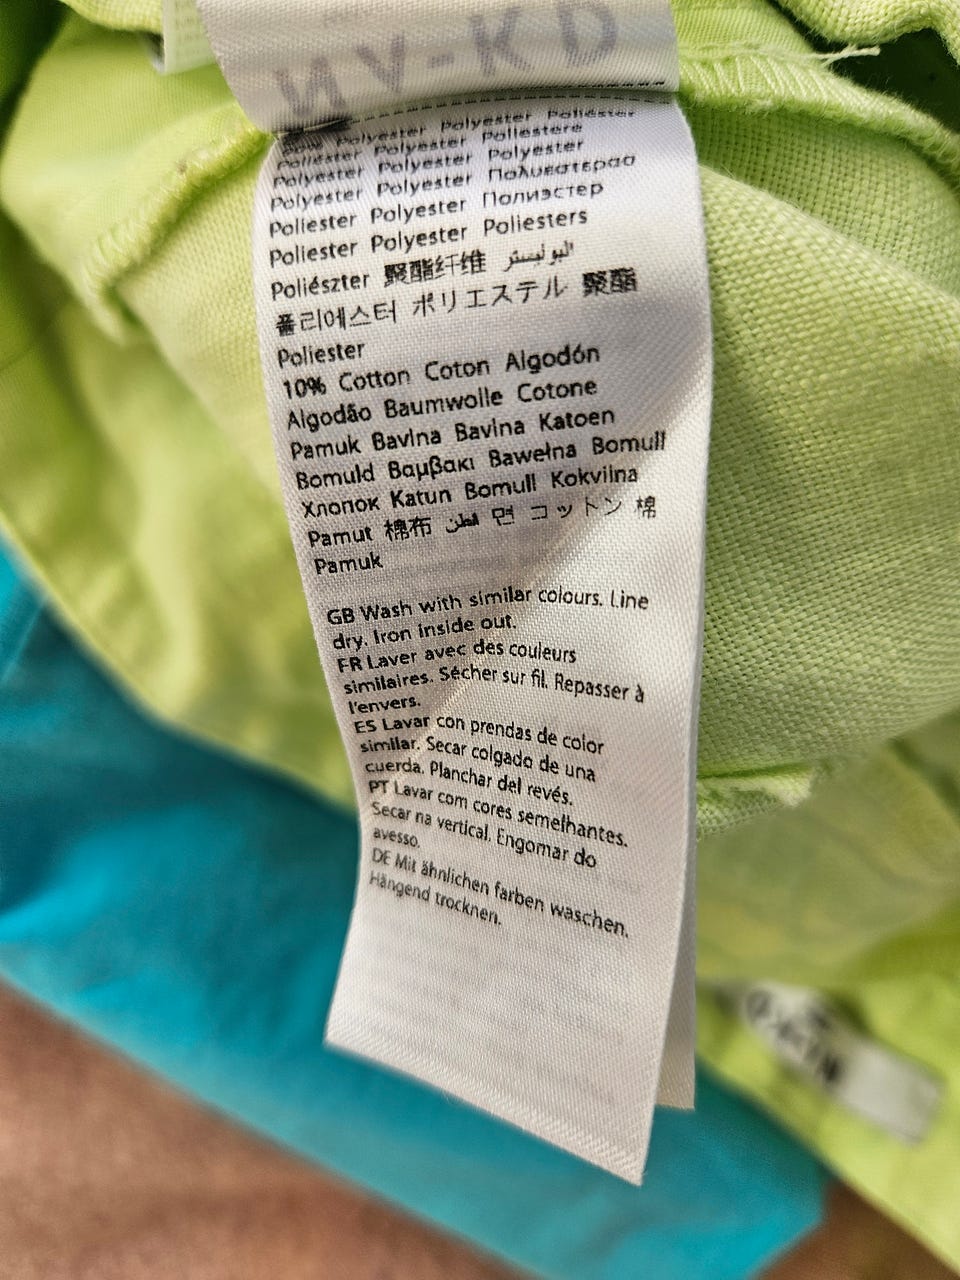 Polyester Polyester Poliéster
Poliéster Polyester Poliestere
Polyester Polyester Polyester
Polyester Polyester Πολυεστερασ
Poliester Polyester Полиэстер
Poliester Polyester Poliesters
Poliészter 聚酯纤维 البوليستر
폴리에스터 ポリエステル 聚酯
Poliester
10% Cotton Coton Algodón
Algodão Baumwolle Cotone
Pamuk Bavlna Bavlna Katoen
Bomuld Βαμβακι Bawełna Bomull
Хлопок Katun Bomull Kokvilna
Pamut 棉布 قطن 면 コットン 棉
Pamuk
GB Wash with similar colours. Line
dry. Iron inside out.
FR Laver avec des couleurs
similaires. Sécher sur fil. Repasser à
l'envers.
ES Lavar con prendas de color
similar. Secar colgado de una
cuerda. Planchar del revés.
PT Lavar com cores semelhantes.
Secar na vertical. Engomar do
avesso.
DE Mit ähnlichen farben waschen.
Hängend trocknen.